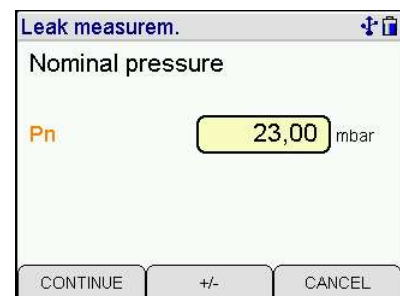 Leak measurem.
Nominal pressure
Pn 23,00 mbar
CONTINUE +/- CANCEL